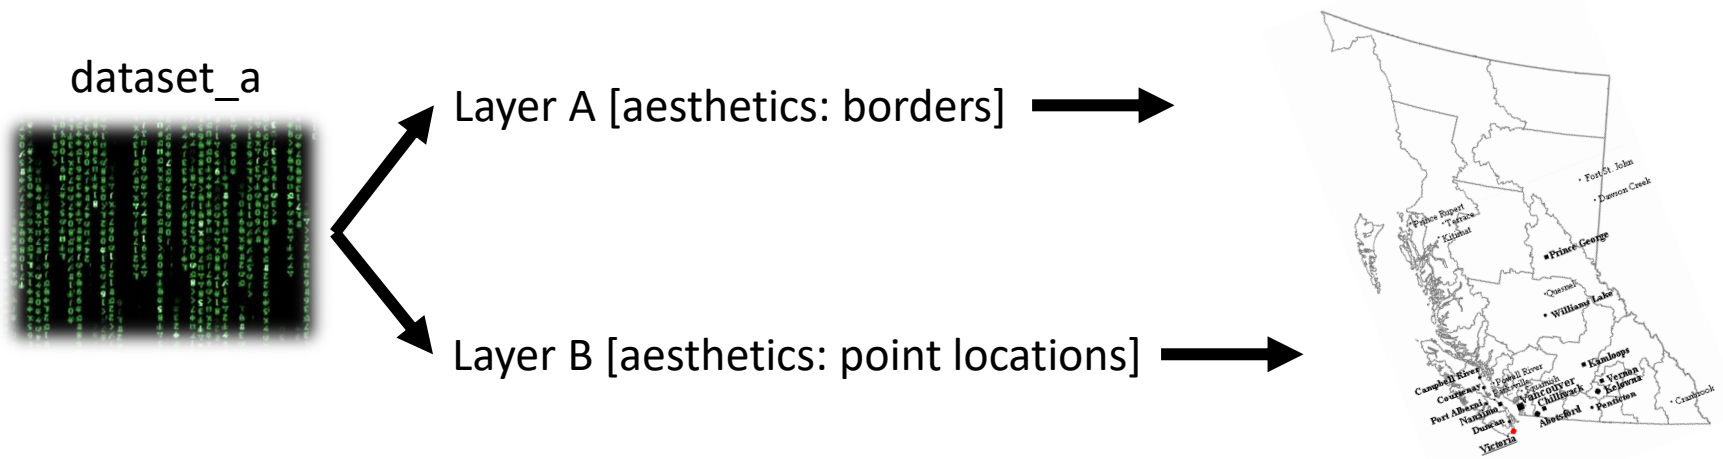 dataset_a
Layer A [aesthetics: borders]
Layer B [aesthetics: point locations]
Fort St. John
Dawson Creek
Prince Rupert
Terrace
Kitimat
Prince George
Quesnel
Williams Lake
Kamloops
Campbell River
Powell River
Vernon
Courtenay
Squamish
Kelowna
Vancouver
Port Alberni
Chilliwack
Penticton
Cranbrook
Nanaimo
Abotsford
Duncan
Victoria